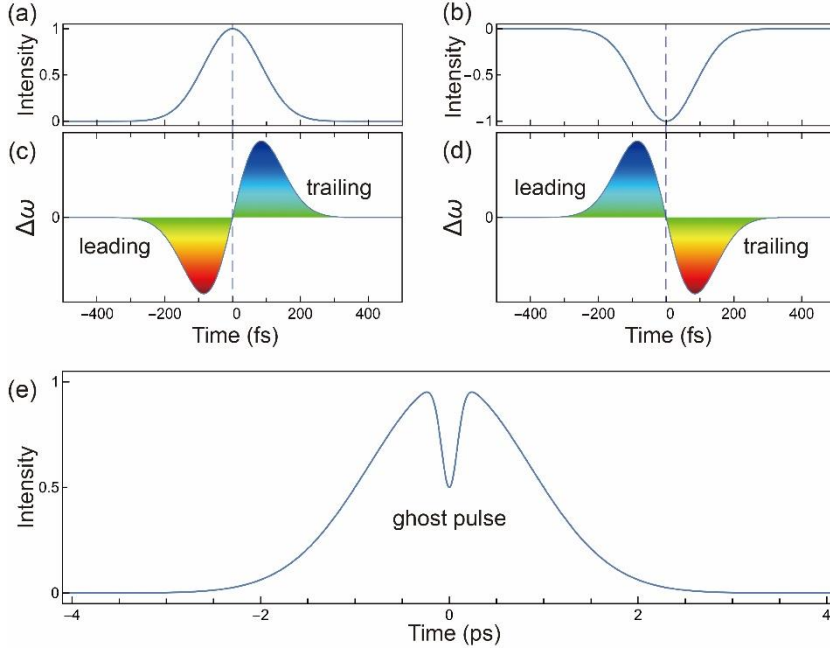 (a)
Intensity
1
0.5
0
(b)
Intensity
0
−0.5
−1
(c)
Δω
0
leading
trailing
−400
−200
0
200
400
Time (fs)
(d)
Δω
0
leading
trailing
−400
−200
0
200
400
Time (fs)
(e)
Intensity
1
0.5
0
ghost pulse
−4
−2
0
2
4
Time (ps)